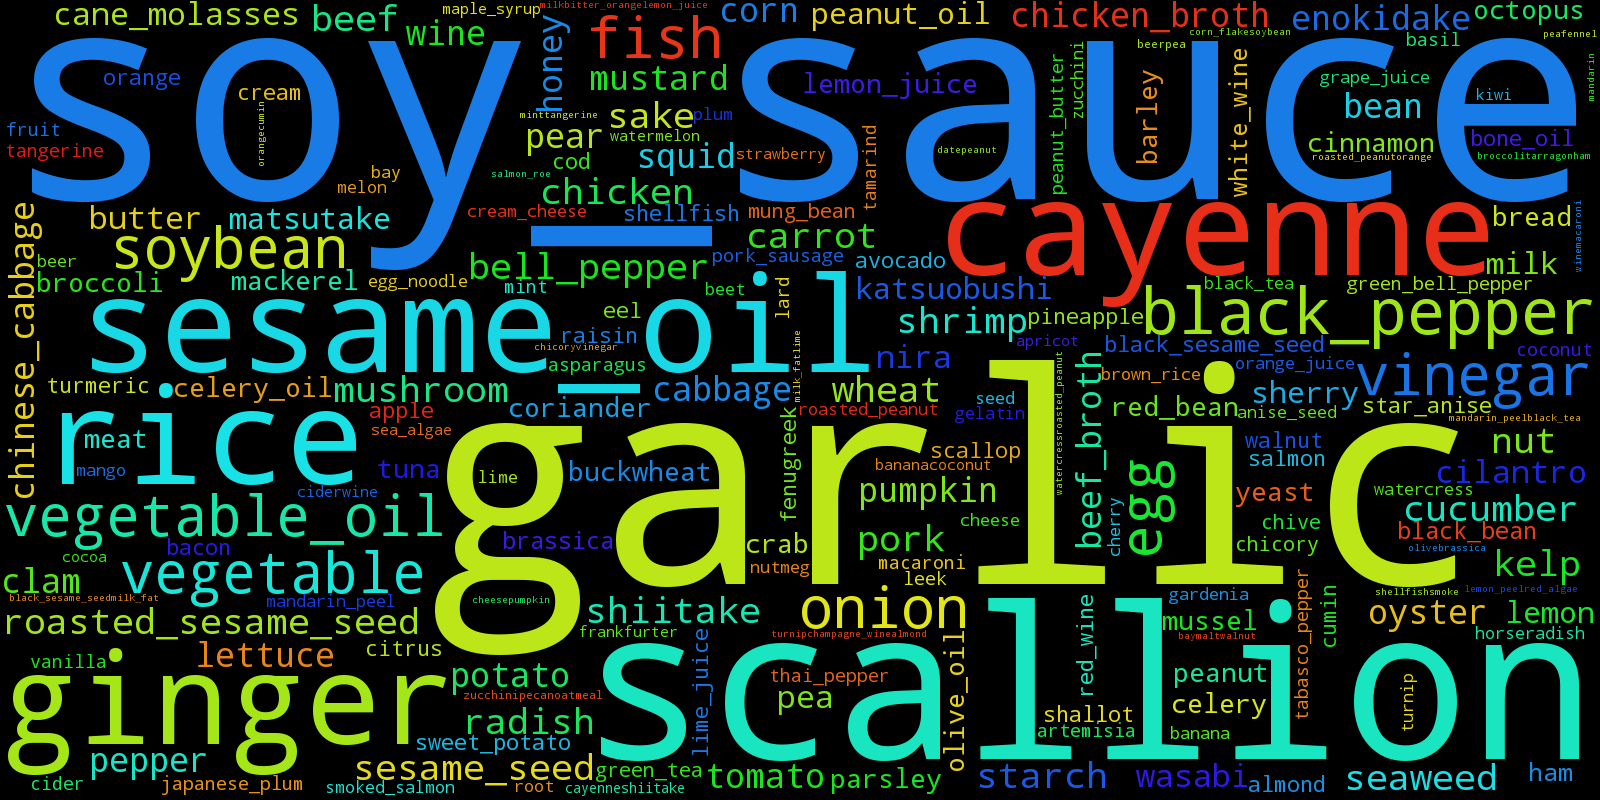 cane_molasses
beef
wine
maple_syrup
milkbitter_orangelemon_juice
honey
fish
corn
peanut_oil
chicken_broth
enokidake
octopus
corn_flakesoybean
peafennel
basil
beerpea
soy_sauce
orange
cream
orangecumin
mustard
lemon_juice
zucchini
peanut_butter
barley
white_wine
grape_juice
mandarin
bean
kiwi
fruit
tangerine
minttangerine
sake
plum
pear
watermelon
cod
squid
strawberry
tamarind
datepeanut
cinnamon
bone_oil
roasted_peanutorange
broccolitarragonham
bay
melon
salmon_roe
chicken
butter
matsutake
cream_cheese
shellfish
mung_bean
cayenne
bread
winemacaroni
chinese_cabbage
soybean
carrot
beer
broccoli
mackerel
egg_noodle
bell_pepper
pork_sausage
avocado
milk
mint
beet
lard
katsuobushi
black_tea
green_bell_pepper
sesame_oil
eel
raisin
shrimp
pineapple
black_pepper
chicoryvinegar
asparagus
milk_fatlime
nira
apricot
black_sesame_seed
coconut
turmeric
celery_oil
mushroom
cabbage
wheat
brown_rice
orange_juice
vinegar
rice
apple
coriander
roasted_peanut
seed
gelatin
watercressroasted_peanut
beef_broth
red_bean
anise_seed
sherry
star_anise
mandarin_peelblack_tea
meat
sea_algae
mango
tuna
lime
buckwheat
fenugreek
scallop
bananacoconut
walnut
salmon
nut
cilantro
ciderwine
garlic
pumpkin
egg
yeast
watercress
cucumber
vegetable_oil
cheese
cherry
chive
black_bean
cocoa
bacon
brassica
crab
pork
chicory
olivebrassica
clam
vegetable
nutmeg
macaroni
leek
kelp
black_sesame_seedmilk_fat
mandarin_peel
cheesepumpkin
shiitake
onion
gardenia
tabasco_pepper
cumin
shellfishsmoke
lemon_peelred_algae
roasted_sesame_seed
frankfurter
turnipchampagne_winealmond
red_wine
mussel
baymaltwalnut
oyster
lemon
horseradish
vanilla
lettuce
citrus
lime_juice
olive_oil
scallion
ginger
potato
zucchinipecanoatmeal
thai_pepper
pea
peanut
turnip
radish
shallot
celery
artemisia
banana
pepper
sweet_potato
cider
japanese_plum
sesame_seed
smoked_salmon
root
green_tea
cayenneshiitake
tomato
parsley
starch
wasabi
almond
seaweed
ham